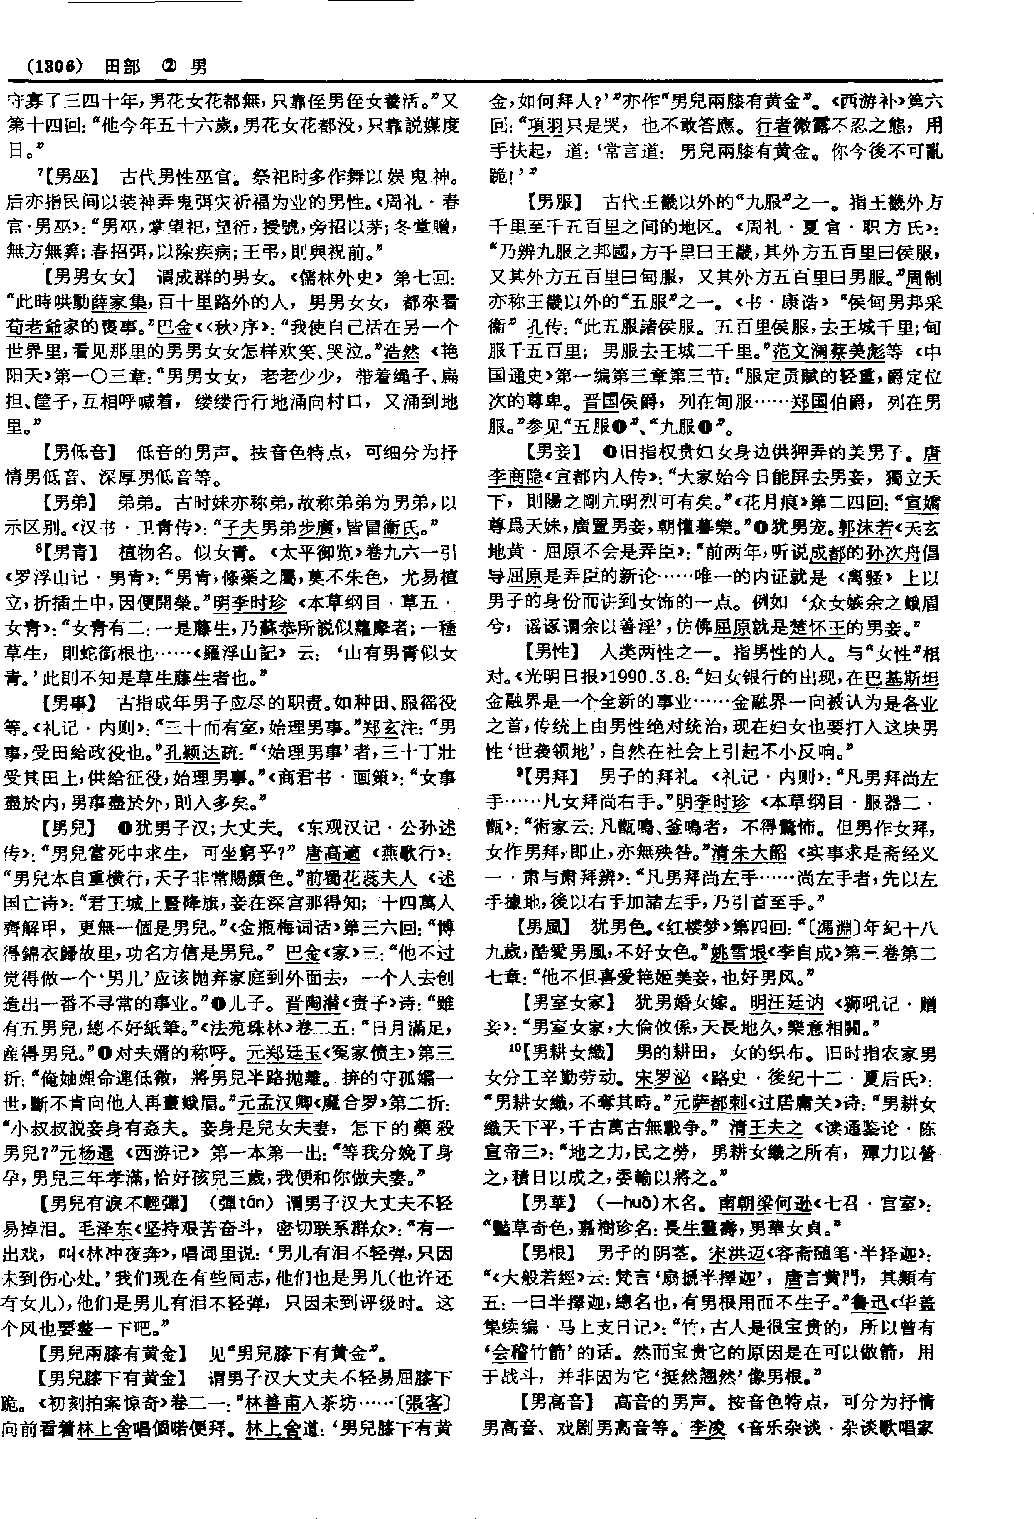 (1306) 田部 ② 男
守寡了三四十年，男花女花都無，只靠侄男侄女養活。”又
第十四回：“他今年五十六歲，男花女花都没，只靠説媒度
日。”
⁷【男巫】 古代男性巫官。祭祀时多作舞以娱鬼神。
后亦指民间以装神弄鬼弭灾祈福为业的男性。《周礼·春
官·男巫》：“男巫，掌望祀，望衍，授號，旁招以茅；冬堂贈，
無方無筭；春招弭，以除疾病；王弔，則與祝前。”
【男男女女】 谓成群的男女。《儒林外史》第七回：
“此時哄動薛家集，百十里路外的人，男男女女，都來看
荀老爺家的喪事。”巴金《〈秋〉序》：“我使自己活在另一个
世界里，看见那里的男男女女怎样欢笑、哭泣。”浩然《艳
阳天》第一〇三章：“男男女女，老老少少，带着绳子、扁
担、筐子，互相呼喊着，缕缕行行地涌向村口，又涌到地
里。”
【男低音】 低音的男声。按音色特点，可细分为抒
情男低音、深厚男低音等。
【男弟】 弟弟。古时妹亦称弟，故称弟弟为男弟，以
示区别。《汉书·卫青传》：“子夫男弟步廣，皆冒衛氏。”
⁸【男青】 植物名。似女青。《太平御览》卷九六一引
《罗浮山记·男青》：“男青，條葉之屬，莫不朱色，尤易植
立，折插土中，因便開榮。”明李时珍《本草纲目·草五·
女青》：“女青有二：一是藤生，乃蘇恭所説似蘿摩者；一種
草生，則蛇銜根也……《羅浮山記》云：‘山有男青似女
青。’此則不知是草生藤生者也。”
【男事】 古指成年男子应尽的职责。如种田、服徭役
等。《礼记·内则》：“三十而有室，始理男事。”郑玄注：“男
事，受田給政役也。”孔颖达疏：“‘始理男事’者，三十丁壯
受其田土，供給征役，始理男事。”《商君书·画策》：“女事
盡於内，男事盡於外，則入多矣。”
【男兒】 ❶犹男子汉；大丈夫。《东观汉记·公孙述
传》：“男兒當死中求生，可坐窮乎？” 唐高適《燕歌行》：
“男兒本自重横行，天子非常賜顔色。”前蜀花蕊夫人《述
国亡诗》：“君王城上豎降旗，妾在深宫那得知；十四萬人
齊解甲，更無一個是男兒。”《金瓶梅词话》第三六回：“博
得錦衣歸故里，功名方信是男兒。” 巴金《家》三：“他不过
觉得做一个‘男儿’应该抛弃家庭到外面去，一个人去创
造出一番不寻常的事业。”❷儿子。晋陶潜《责子》诗：“雖
有五男兒，總不好紙筆。”《法苑珠林》卷二五：“日月滿足，
産得男兒。”❸对夫婿的称呼。元郑廷玉《冤家债主》第三
折：“俺妯娌命運低微，將男兒半路抛離。拚的守孤孀一
世，斷不肯向他人再畫蛾眉。”元孟汉卿《魔合罗》第二折：
“小叔叔説妾身有姦夫。妾身是兒女夫妻，怎下的藥殺
男兒？”元杨暹《西游记》第一本第一出：“等我分娩了身
孕，男兒三年孝滿，恰好孩兒三歲，我便和你做夫妻。”
【男兒有淚不輕彈】（彈tán）谓男子汉大丈夫不轻
易掉泪。毛泽东《坚持艰苦奋斗，密切联系群众》：“有一
出戏，叫《林冲夜奔》，唱词里说：‘男儿有泪不轻弹，只因
未到伤心处。’我们现在有些同志，他们也是男儿（也许还
有女儿），他们是男儿有泪不轻弹，只因未到评级时。这
个风也要整一下吧。”
【男兒兩膝有黄金】 见“男兒膝下有黄金”。
【男兒膝下有黄金】 谓男子汉大丈夫不轻易屈膝下
跪。《初刻拍案惊奇》卷二一：“林善甫入茶坊……〔張客〕
向前看着林上舍唱個喏便拜。林上舍道：‘男兒膝下有黄
金，如何拜人？’”亦作“男兒兩膝有黄金”。《西游补》第六
回：“項羽只是哭，也不敢答應。行者微露不忍之態，用
手扶起，道：‘常言道：男兒兩膝有黄金。你今後不可亂
跪！’”
【男服】 古代王畿以外的“九服”之一。指王畿外方
千里至千五百里之间的地区。《周礼·夏官·职方氏》：
“乃辨九服之邦國，方千里曰王畿，其外方五百里曰侯服，
又其外方五百里曰甸服，又其外方五百里曰男服。”周制
亦称王畿以外的“五服”之一。《书·康诰》“侯甸男邦采
衛”孔传：“此五服諸侯服。五百里侯服，去王城千里；甸
服千五百里；男服去王城二千里。”范文澜蔡美彪等《中
国通史》第一编第三章第三节：“服定贡赋的轻重，爵定位
次的尊卑。晋国侯爵，列在甸服……郑国伯爵，列在男
服。”参见“五服❶”、“九服❶”。
【男妾】 ❶旧指权贵妇女身边供狎弄的美男子。唐
李商隐《宜都内人传》：“大家始今日能屏去男妾，獨立天
下，則陽之剛亢明烈可有矣。”《花月痕》第二四回：“宣嬌
尊爲天妹，廣置男妾，朝懽暮樂。”❷犹男宠。郭沫若《天玄
地黄·屈原不会是弄臣》：“前两年，听说成都的孙次舟倡
导屈原是弄臣的新论……唯一的内证就是《离骚》上以
男子的身份而讲到女饰的一点。例如‘众女嫉余之蛾眉
兮，谣诼谓余以善淫’，仿佛屈原就是楚怀王的男妾。”
【男性】 人类两性之一。指男性的人。与“女性”相
对。《光明日报》1990.3.8：“妇女银行的出现，在巴基斯坦
金融界是一个全新的事业……金融界一向被认为是各业
之首，传统上由男性绝对统治，现在妇女也要打入这块男
性‘世袭领地’，自然在社会上引起不小反响。”
⁹【男拜】 男子的拜礼。《礼记·内则》：“凡男拜尚左
手……凡女拜尚右手。”明李时珍《本草纲目·服器二·
甑》：“術家云：凡甑鳴、釜鳴者，不得驚怖。但男作女拜，
女作男拜，即止，亦無殃咎。”清朱大韶《实事求是斋经义
一·肃与肃拜辨》：“凡男拜尚左手……尚左手者，先以左
手據地，後以右手加諸左手，乃引首至手。”
【男風】 犹男色。《红楼梦》第四回：“〔馮淵〕年纪十八
九歲，酷愛男風，不好女色。”姚雪垠《李自成》第三卷第二
七章：“他不但喜爱艳姬美妾，也好男风。”
【男室女家】 犹男婚女嫁。明汪廷讷《狮吼记·赠
妾》：“男室女家，大倫攸係，天長地久，樂意相關。”
¹⁰【男耕女織】 男的耕田，女的织布。旧时指农家男
女分工辛勤劳动。宋罗泌《路史·後纪十二·夏后氏》：
“男耕女織，不奪其時。”元萨都剌《过居庸关》诗：“男耕女
織天下平，千古萬古無戰争。” 清王夫之《读通鉴论·陈
宣帝三》：“地之力，民之勞，男耕女織之所有，殫力以營
之，積日以成之，委輸以將之。”
【男華】（—huà）木名。南朝梁何逊《七召·宫室》：
“魅草奇色，嘉樹珍名；長生靈壽，男華女貞。”
【男根】 男子的阴茎。宋洪迈《容斋随笔·半择迦》：
“《大般若經》云：梵言‘扇搋半擇迦’，唐言黄門，其類有
五：一曰半擇迦，總名也，有男根用而不生子。”鲁迅《华盖
集续编·马上支日记》：“竹，古人是很宝贵的，所以曾有
‘会稽竹箭’的话。然而宝贵它的原因是在可以做箭，用
于战斗，并非因为它‘挺然翘然’像男根。”
【男高音】 高音的男声。按音色特点，可分为抒情
男高音、戏剧男高音等。李凌《音乐杂谈·杂谈歌唱家